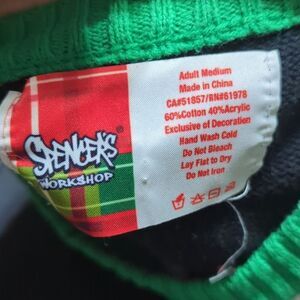 SPENCER'S
WORKSHOP
®
Adult Medium
Made in China
CA#51857/RN#61978
60%Cotton 40%Acrylic
Exclusive of Decoration
Hand Wash Cold
Do Not Bleach
Lay Flat to Dry
Do Not Iron